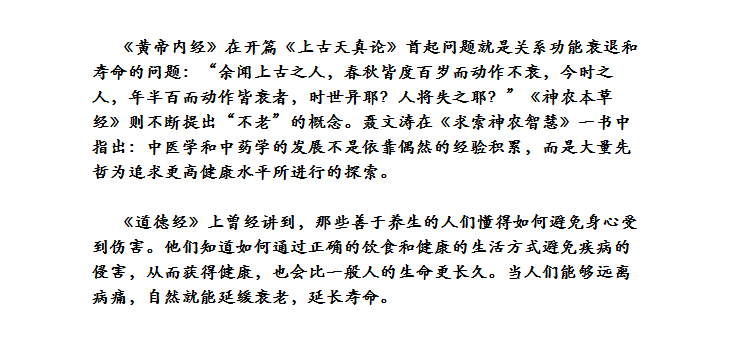 《黄帝内经》在开篇《上古天真论》首起问题就是关系功能衰退和
寿命的问题：“余闻上古之人，春秋皆度百岁而动作不衰，今时之
人，年半百而动作皆衰者，时世异耶？人将失之耶？”《神农本草
经》则不断提出“不老”的概念。聂文涛在《求索神农智慧》一书中
指出：中医学和中药学的发展不是依靠偶然的经验积累，而是大量先
哲为追求更高健康水平所进行的探索。
《道德经》上曾经讲到，那些善于养生的人们懂得如何避免身心受
到伤害。他们知道如何通过正确的饮食和健康的生活方式避免疾病的
侵害，从而获得健康，也会比一般人的生命更长久。当人们能够远离
病痛，自然就能延缓衰老，延长寿命。